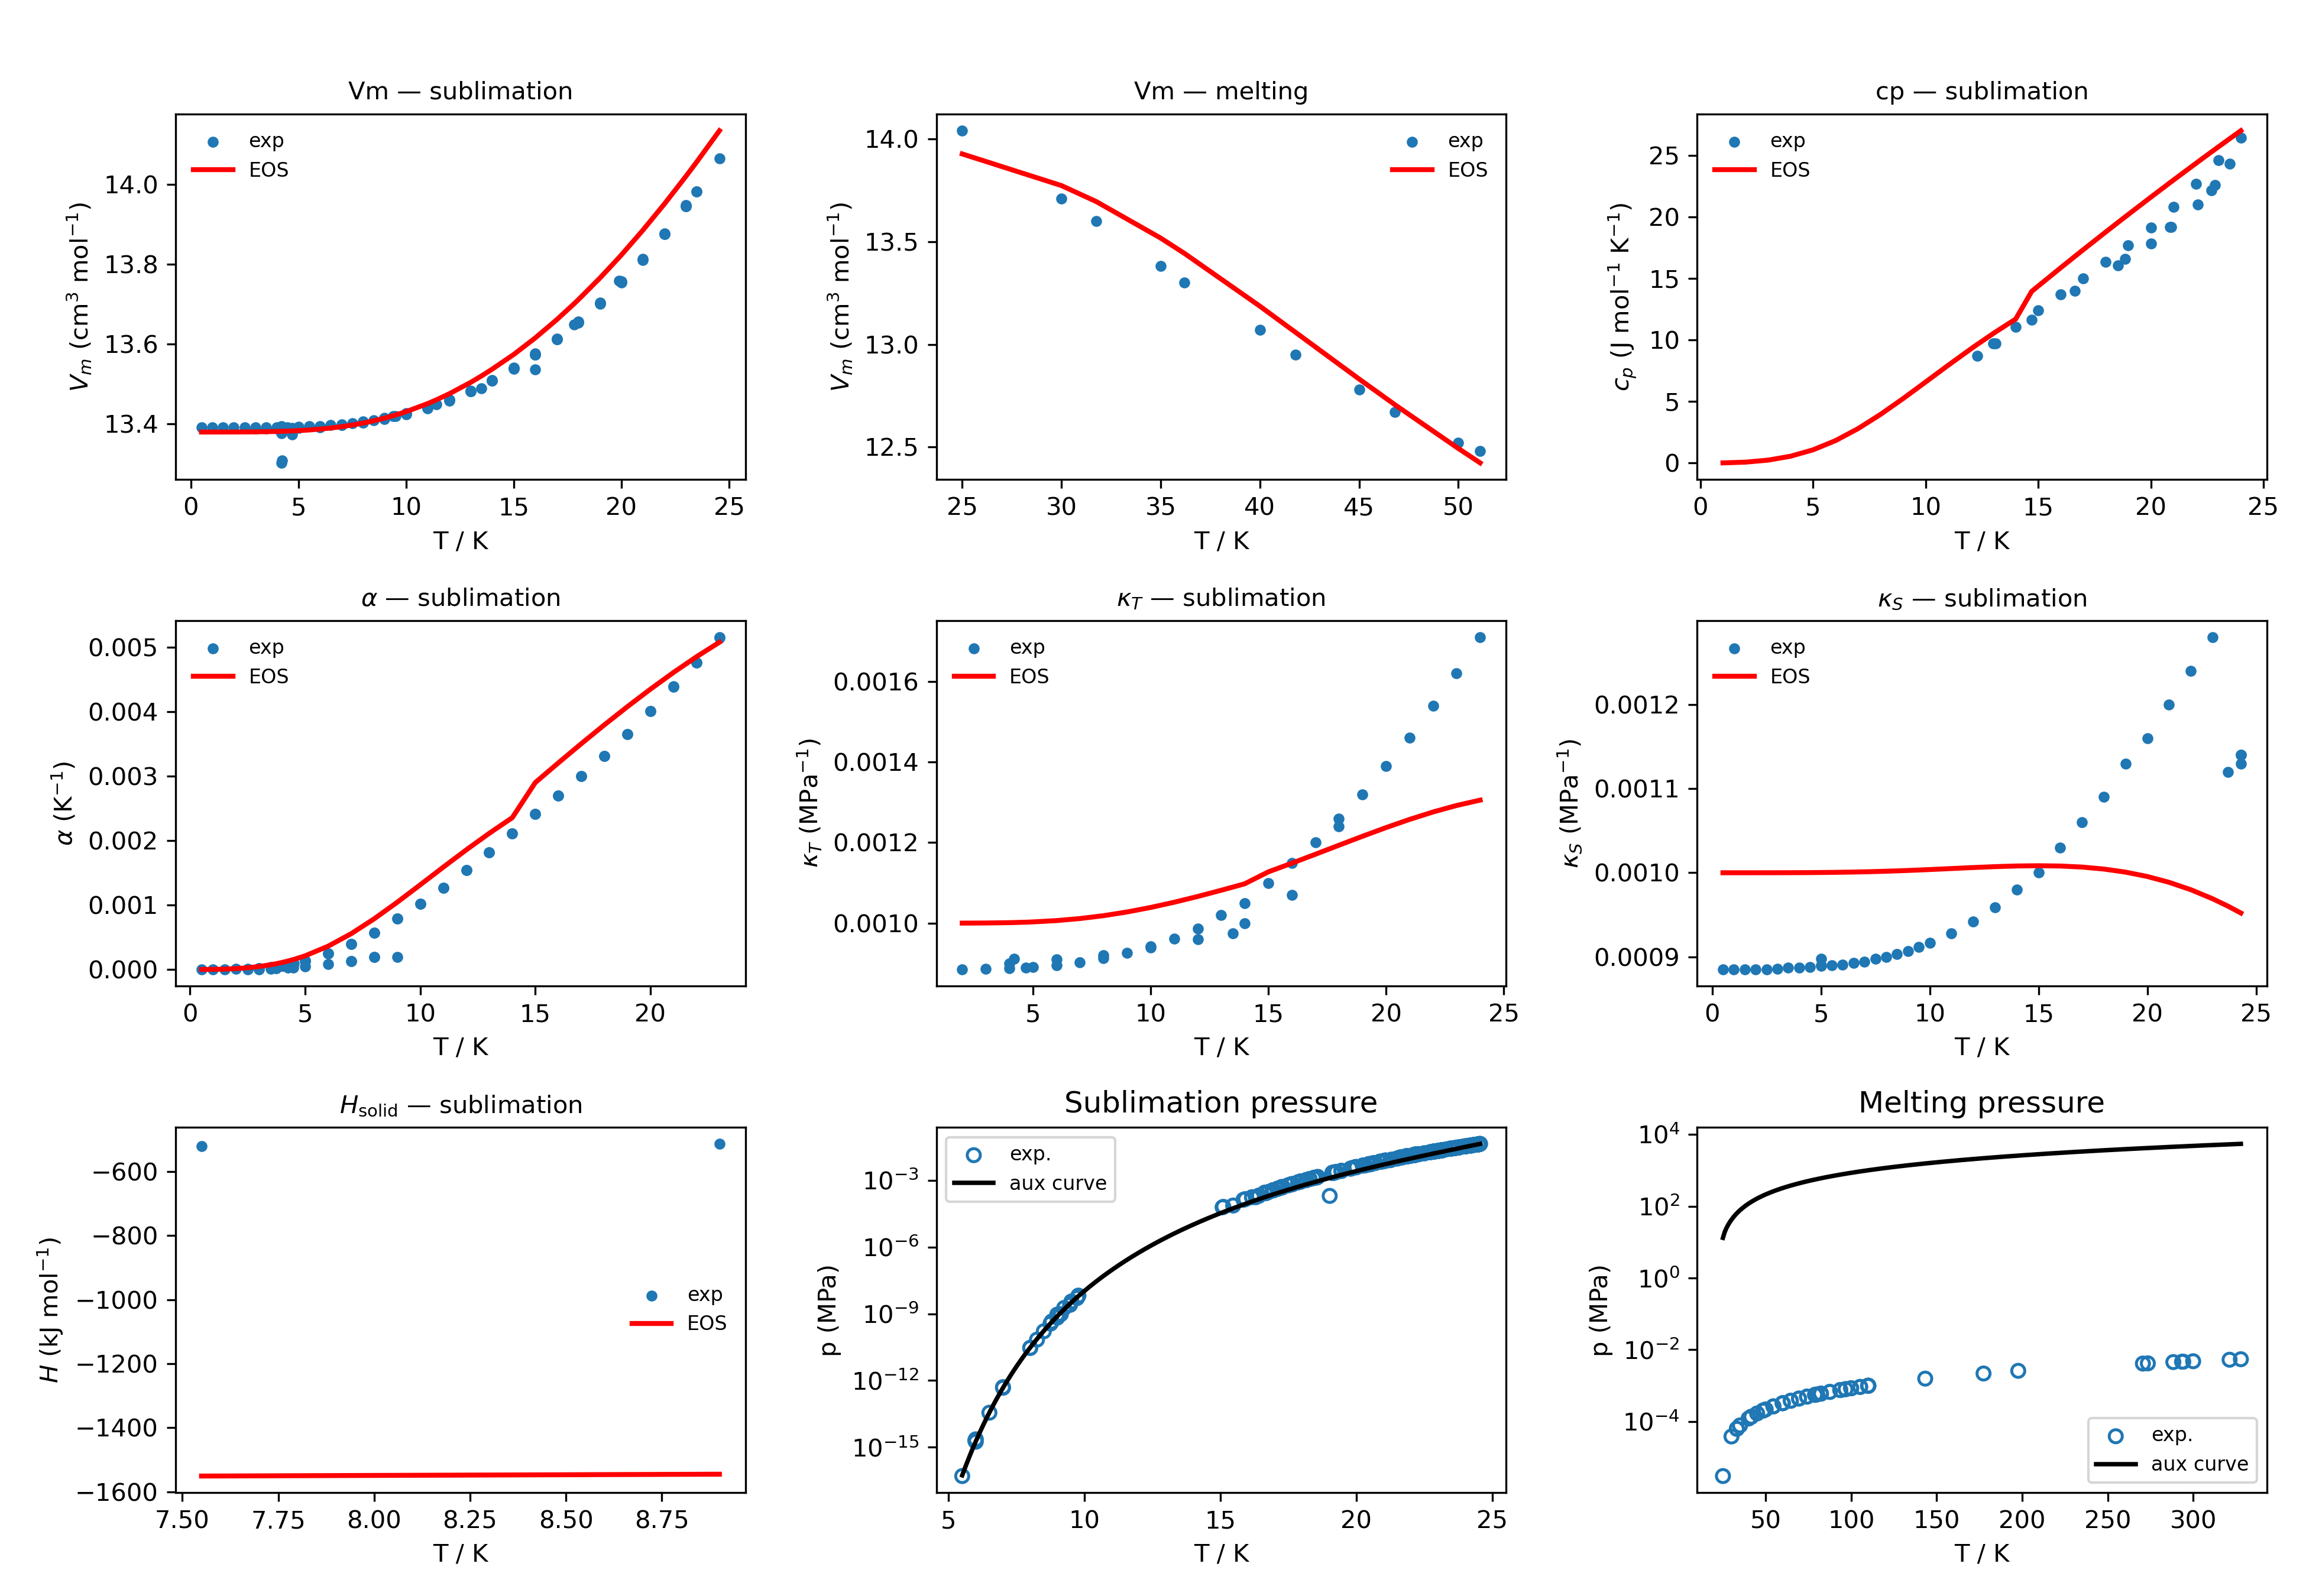 Vm — sublimation
exp
EOS
14.0
13.8
13.6
13.4
V_m (cm³ mol⁻¹)
0 5 10 15 20 25
T / K
Vm — melting
exp
EOS
14.0
13.5
13.0
12.5
V_m (cm³ mol⁻¹)
25 30 35 40 45 50
T / K
cp — sublimation
exp
EOS
25
20
15
10
5
0
c_p (J mol⁻¹ K⁻¹)
0 5 10 15 20 25
T / K
α — sublimation
exp
EOS
0.005
0.004
0.003
0.002
0.001
0.000
α (K⁻¹)
0 5 10 15 20
T / K
κ_T — sublimation
exp
EOS
0.0016
0.0014
0.0012
0.0010
κ_T (MPa⁻¹)
5 10 15 20 25
T / K
κ_S — sublimation
exp
EOS
0.0012
0.0011
0.0010
0.0009
κ_S (MPa⁻¹)
0 5 10 15 20 25
T / K
H_solid — sublimation
exp
EOS
−600
−800
−1000
−1200
−1400
−1600
H (kJ mol⁻¹)
7.50 7.75 8.00 8.25 8.50 8.75
T / K
Sublimation pressure
exp.
aux curve
10⁻³
10⁻⁶
10⁻⁹
10⁻¹²
10⁻¹⁵
p (MPa)
5 10 15 20 25
T / K
Melting pressure
exp.
aux curve
10⁴
10²
10⁰
10⁻²
10⁻⁴
p (MPa)
50 100 150 200 250 300
T / K